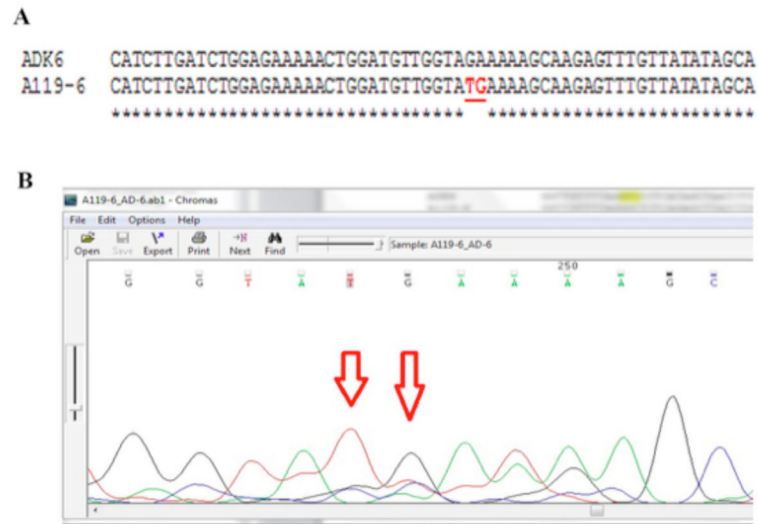 A
ADK6 CATCTTGATCTGGAGAAAAACTGGATGTTGGTAGAAAAAGCAAGAGTTTGTTATATAGCA
A119-6 CATCTTGATCTGGAGAAAAACTGGATGTTGGTATGAAAAGCAAGAGTTTGTTATATAGCA
********************************* *************************
B
A119-6_AD-6.ab1 - Chromas
File Edit Options Help
Open Save Export Print Next Find Sample: A119-6_AD-6
250
G G T A T G A A A A G C